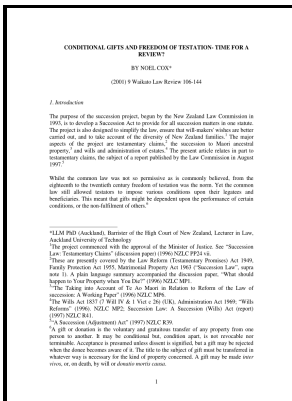 CONDITIONAL GIFTS AND FREEDOM OF TESTATION- TIME FOR A
REVIEW?
BY NOEL COX*
(2001) 9 Waikato Law Review 106-144
1. Introduction
The purpose of the succession project, begun by the New Zealand Law Commission in
1993, is to develop a Succession Act to provide for all succession matters in one statute.
The project is also designed to simplify the law, ensure that will-makers' wishes are better
carried out, and to take account of the diversity of New Zealand families.¹ The major
aspects of the project are testamentary claims,² the succession to Maori ancestral
property,³ and wills and administration of estates.⁴ The present article relates in part to
testamentary claims, the subject of a report published by the Law Commission in August
1997.⁵
Whilst the common law was not so permissive as is commonly believed, from the
eighteenth to the twentieth century freedom of testation was the norm. Yet the common
law still allowed testators to impose various conditions upon their legatees and
beneficiaries. This meant that gifts might be dependent upon the performance of certain
conditions, or the non-fulfilment of others.⁶
*LLM PhD (Auckland), Barrister of the High Court of New Zealand, Lecturer in Law,
Auckland University of Technology
¹The project commenced with the approval of the Minister of Justice. See "Succession
Law: Testamentary Claims" discussion paper (1996) NZLC PP24 vii.
²These are presently covered by the Law Reform (Testamentary Promises) Act 1949,
Family Protection Act 1955, Matrimonial Property Act 1963 ("Succession Law", supra
note 1). A plain language summary accompanied the discussion paper, "What should
happen to Your Property when You Die?" (1996) NZLC MP1.
³"The Taking into Account of Te Ao Maori in Relation to Reform of the Law of
succession: A Working Paper" (1996) NZLC MP6.
⁴The Wills Act 1837 (7 Will IV & 1 Vict c 26) (UK), Administration Act 1969; "Wills
Reforms" (1996). NZLC MP2; Succession Law: A Succession (Wills) Act (report)
(1997) NZLC R41.
⁵"A Succession (Adjustment) Act" (1997) NZLC R39.
⁶A gift or donation is the voluntary and gratuitous transfer of any property from one
person to another. It may be conditional but, condition apart, is not revocable nor
terminable. Acceptance is presumed unless dissent is signified, but a gift may be rejected
when the donee becomes aware of it. The title to the subject of gift must be transferred in
whatever way is necessary for the kind of property concerned. A gift may be made inter
vivos, or, on death, by will or donatio mortis causa.
1